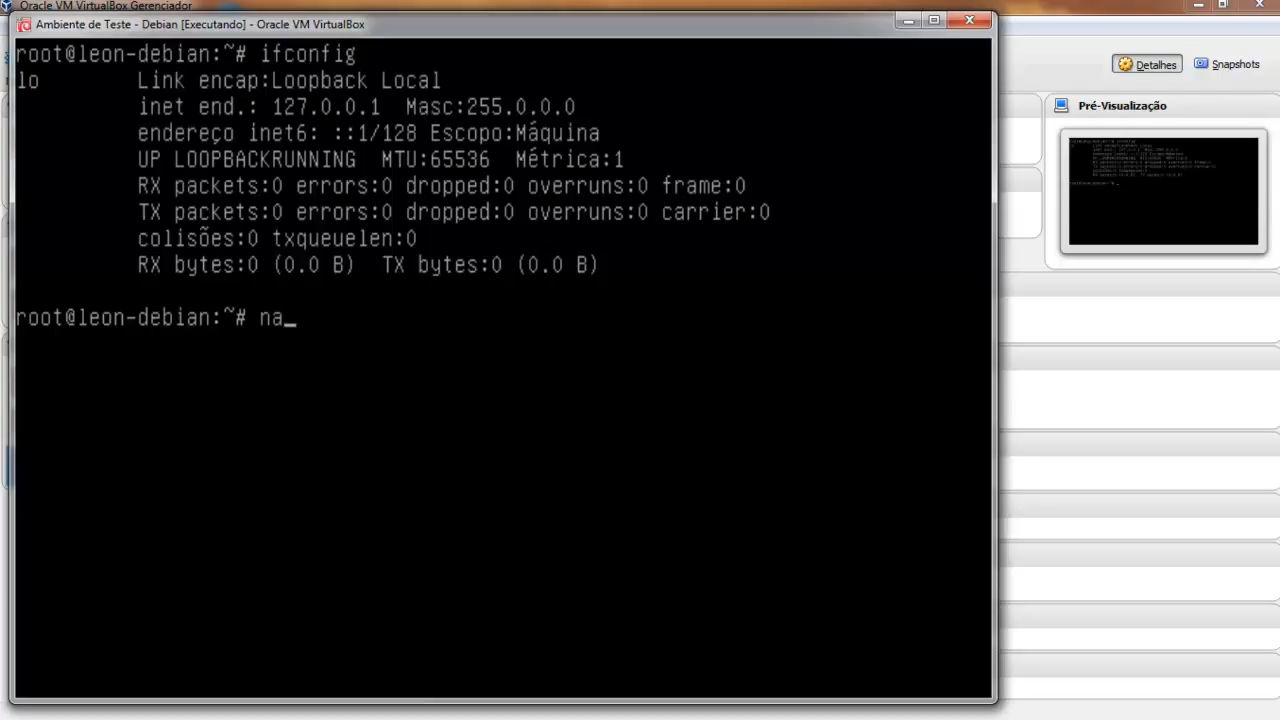 Oracle VM VirtualBox Gerenciador
Ambiente de Teste - Debian [Executando] - Oracle VM VirtualBox
root@leon-debian:~# ifconfig
lo Link encap:Loopback Local
inet end.: 127.0.0.1 Masc:255.0.0.0
endereço inet6: ::1/128 Escopo:Máquina
UP LOOPBACKRUNNING MTU:65536 Métrica:1
RX packets:0 errors:0 dropped:0 overruns:0 frame:0
TX packets:0 errors:0 dropped:0 overruns:0 carrier:0
colisões:0 txqueuelen:0
RX bytes:0 (0.0 B) TX bytes:0 (0.0 B)
root@leon-debian:~# na_
Detalhes
Snapshots
Pré-Visualização